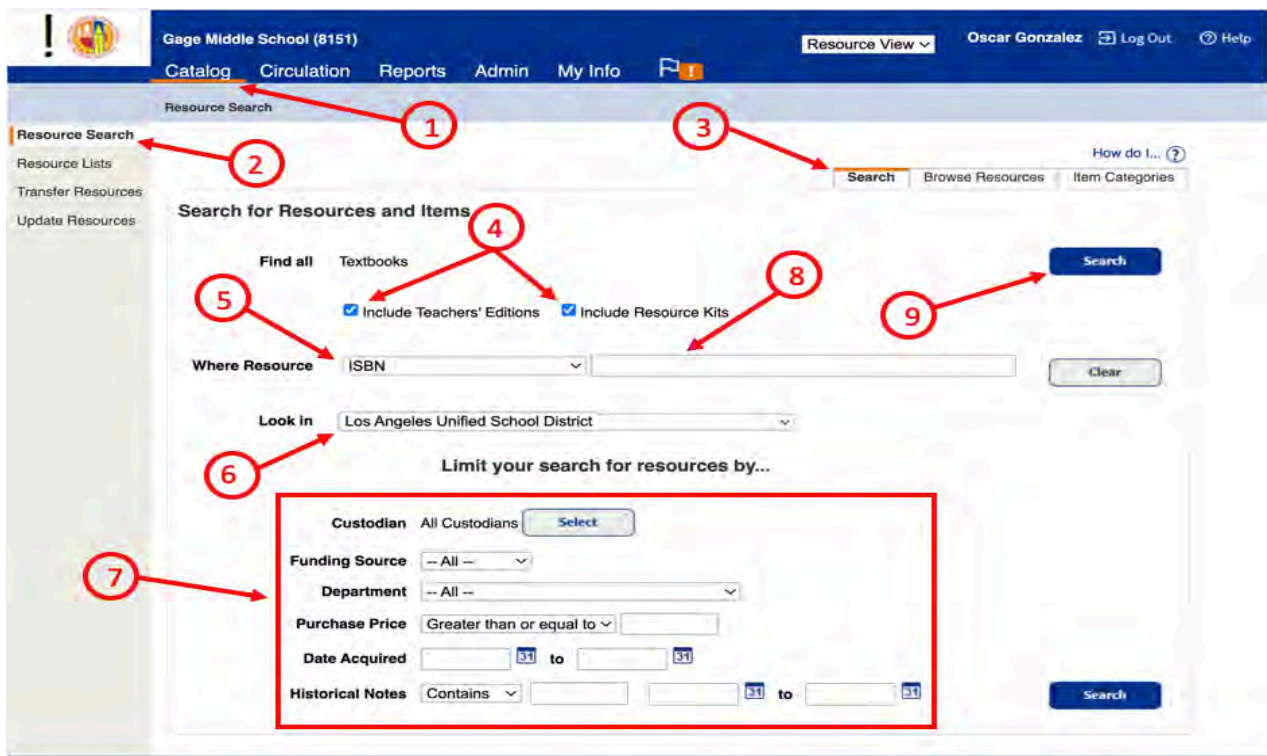 !
Gage Middle School (8151)
Resource View
Oscar Gonzalez Log Out ? Help
Catalog Circulation Reports Admin My Info !
Resource Search
1
3
Resource Search
2
How do I... ?
Resource Lists
Search Browse Resources Item Categories
Transfer Resources
Update Resources
Search for Resources and Items
4
Find all Textbooks
Search
8
5
9
Include Teachers' Editions Include Resource Kits
Where Resource ISBN
Clear
Look in Los Angeles Unified School District
6
Limit your search for resources by...
Custodian All Custodians Select
Funding Source -- All --
7
Department -- All --
Purchase Price Greater than or equal to
Date Acquired 31 to 31
Historical Notes Contains 31 to 31
Search